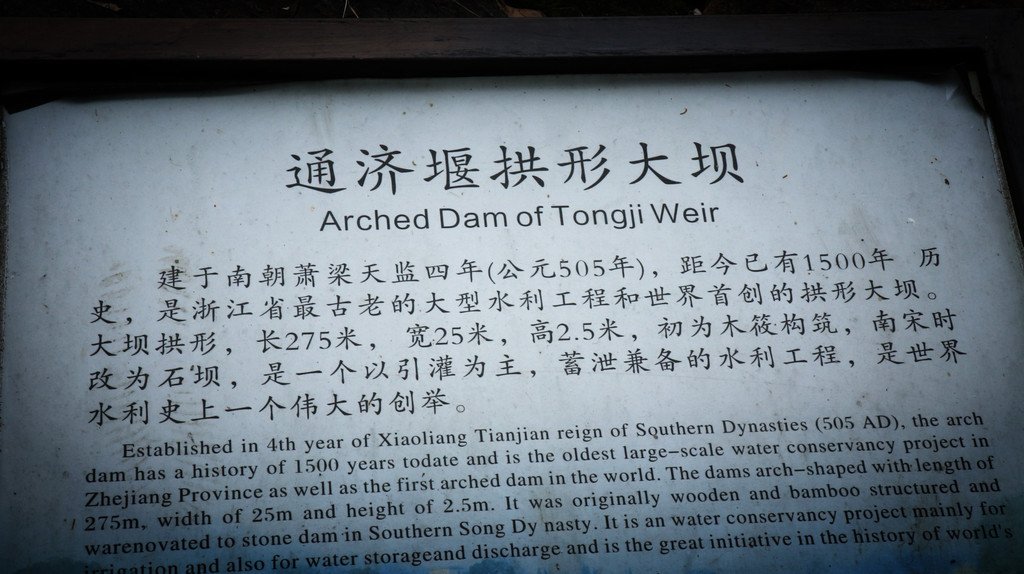 通济堰拱形大坝
Arched Dam of Tongji Weir
建于南朝萧梁天监四年(公元505年)，距今已有1500年 历
史，是浙江省最古老的大型水利工程和世界首创的拱形大坝。
大坝拱形，长275米， 宽25米，高2.5米，初为木筱构筑，南宋时
改为石坝，是一个以引灌为主，蓄泄兼备的水利工程，是世界
水利史上一个伟大的创举。
Established in 4th year of Xiaoliang Tianjian reign of Southern Dynasties (505 AD), the arch
dam has a history of 1500 years todate and is the oldest large-scale water conservancy project in
Zhejiang Province as well as the first arched dam in the world. The dams arch-shaped with length of
275m, width of 25m and height of 2.5m. It was originally wooden and bamboo structured and
warenovated to stone dam in Southern Song Dy nasty. It is an water conservancy project mainly for
irrigation and also for water storageand discharge and is the great initiative in the history of world's